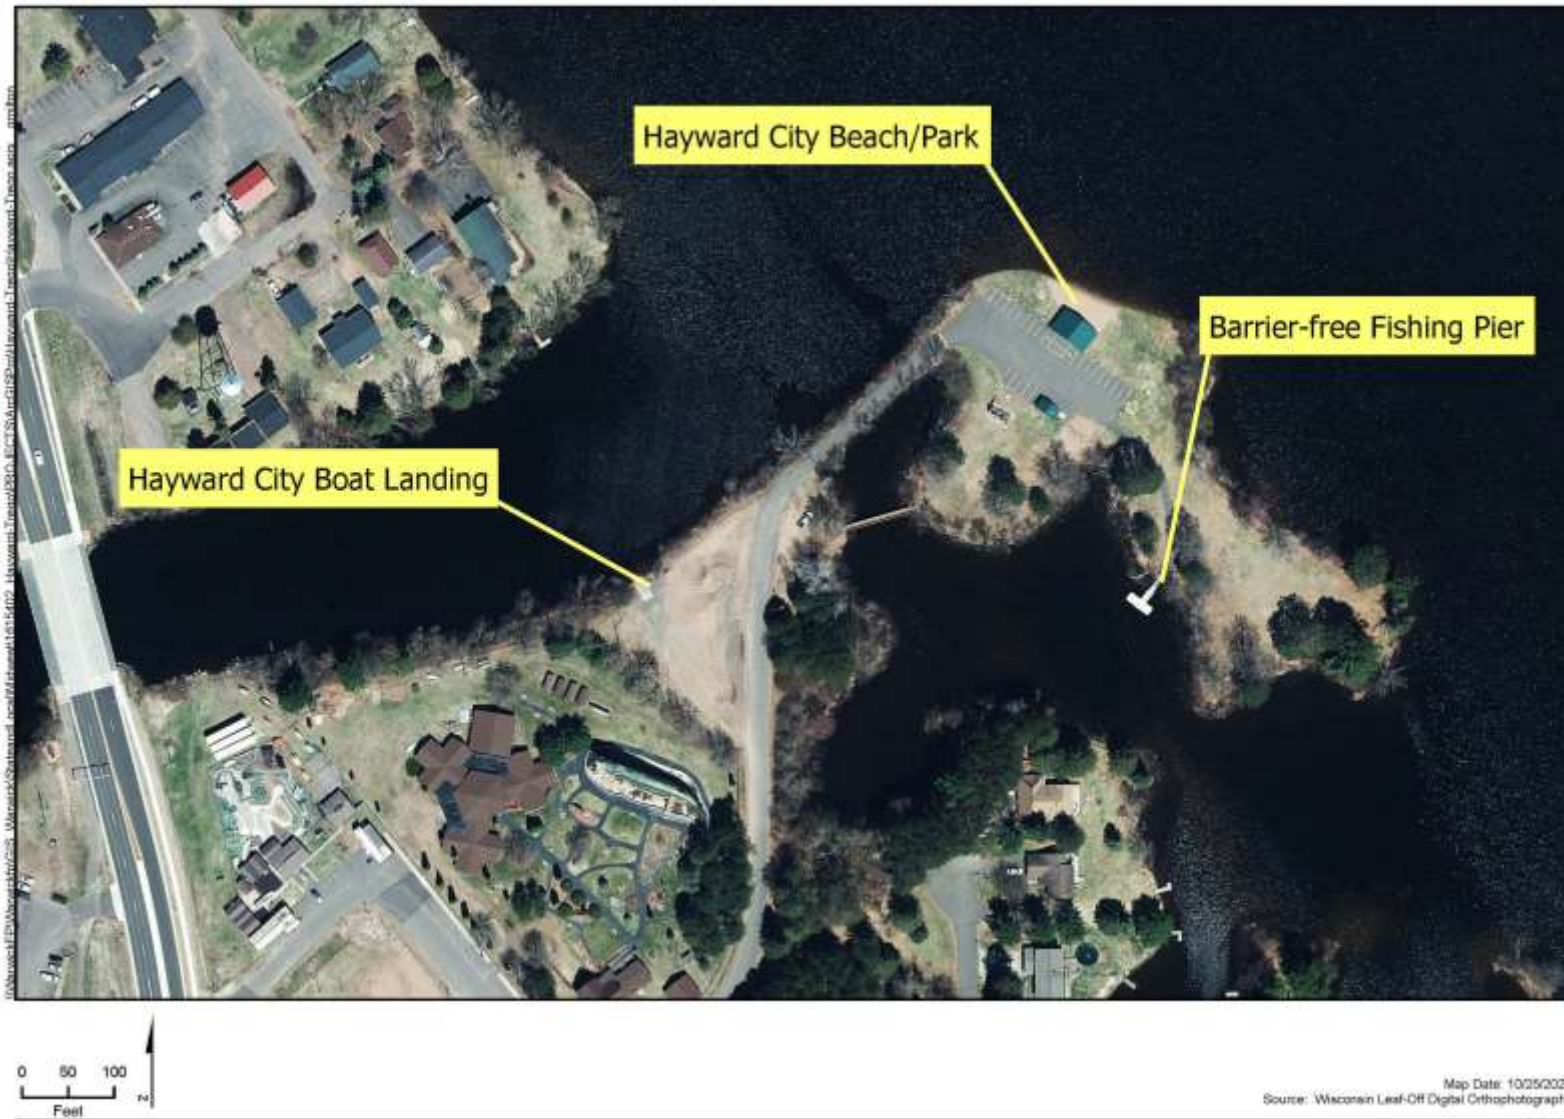 Hayward City Beach/Park
Barrier-free Fishing Pier
Hayward City Boat Landing
0 50 100
Feet
N
Map Date: 10/25/202
Source: Wisconsin Leaf-Off Digital Orthophotograph